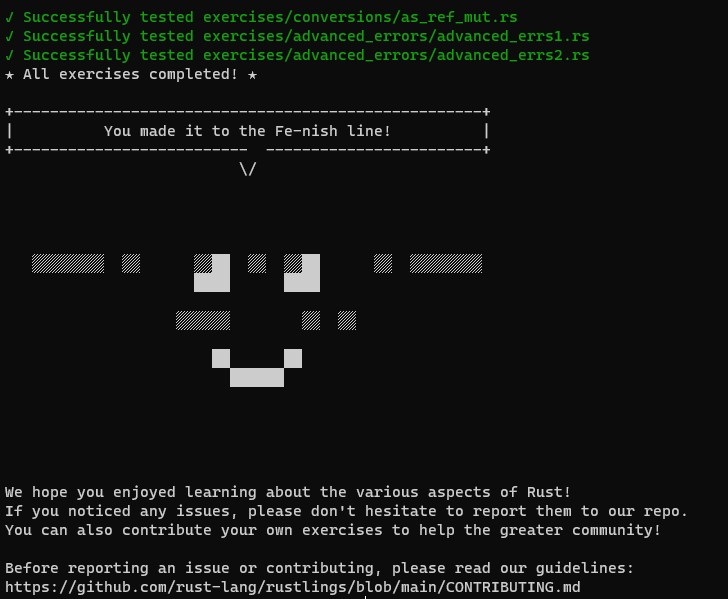 ✓ Successfully tested exercises/conversions/as_ref_mut.rs
✓ Successfully tested exercises/advanced_errors/advanced_errs1.rs
✓ Successfully tested exercises/advanced_errors/advanced_errs2.rs
★ All exercises completed! ★
You made it to the Fe-nish line!
We hope you enjoyed learning about the various aspects of Rust!
If you noticed any issues, please don't hesitate to report them to our repo.
You can also contribute your own exercises to help the greater community!
Before reporting an issue or contributing, please read our guidelines:
https://github.com/rust-lang/rustlings/blob/main/CONTRIBUTING.md